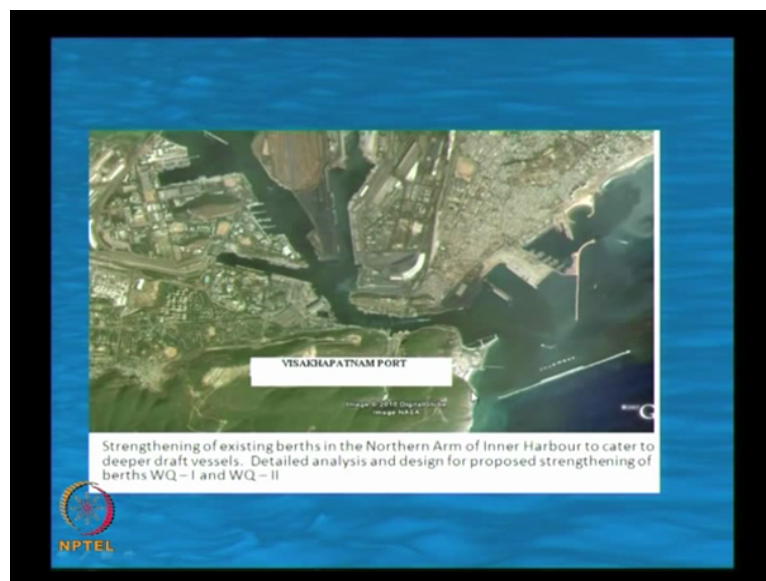 VISAKHAPATNAM PORT
Image © 2010 DigitalGlobe
Image NASA
G
Strengthening of existing berths in the Northern Arm of Inner Harbour to cater to
deeper draft vessels. Detailed analysis and design for proposed strengthening of
berths WQ – I and WQ – II
NPTEL